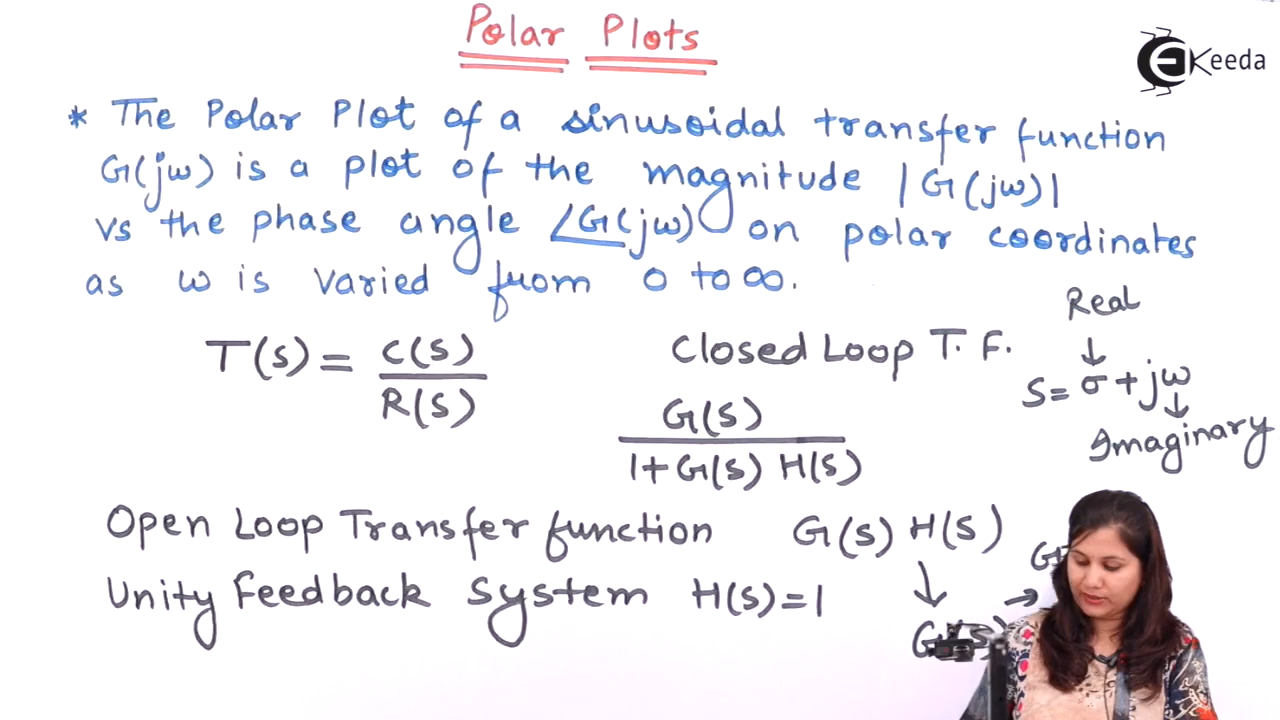 Polar Plots
EKeeda
* The Polar Plot of a sinusoidal transfer function
G(jω) is a plot of the magnitude |G(jω)|
vs the phase angle ∠G(jω) on polar coordinates
as ω is varied from 0 to ∞.
Real
↓
T(s) = C(s)/R(s)
Closed Loop T.F.
S = σ + jω
↓
Imaginary
G(s)/1+G(s) H(s)
Open Loop Transfer function G(s) H(s)
↓
Unity Feedback system H(s)=1
G(s) →